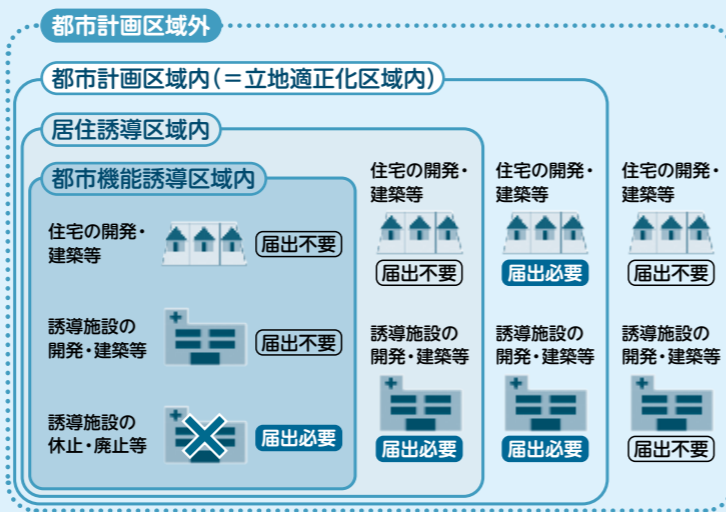 都市計画区域外
都市計画区域内(=立地適正化区域内)
居住誘導区域内
都市機能誘導区域内
住宅の開発・
建築等
届出不要
誘導施設の
開発・建築等
届出不要
誘導施設の
休止・廃止等
届出必要
住宅の開発・
建築等
届出不要
誘導施設の
開発・建築等
届出必要
住宅の開発・
建築等
届出必要
誘導施設の
開発・建築等
届出必要
住宅の開発・
建築等
届出不要
誘導施設の
開発・建築等
届出不要